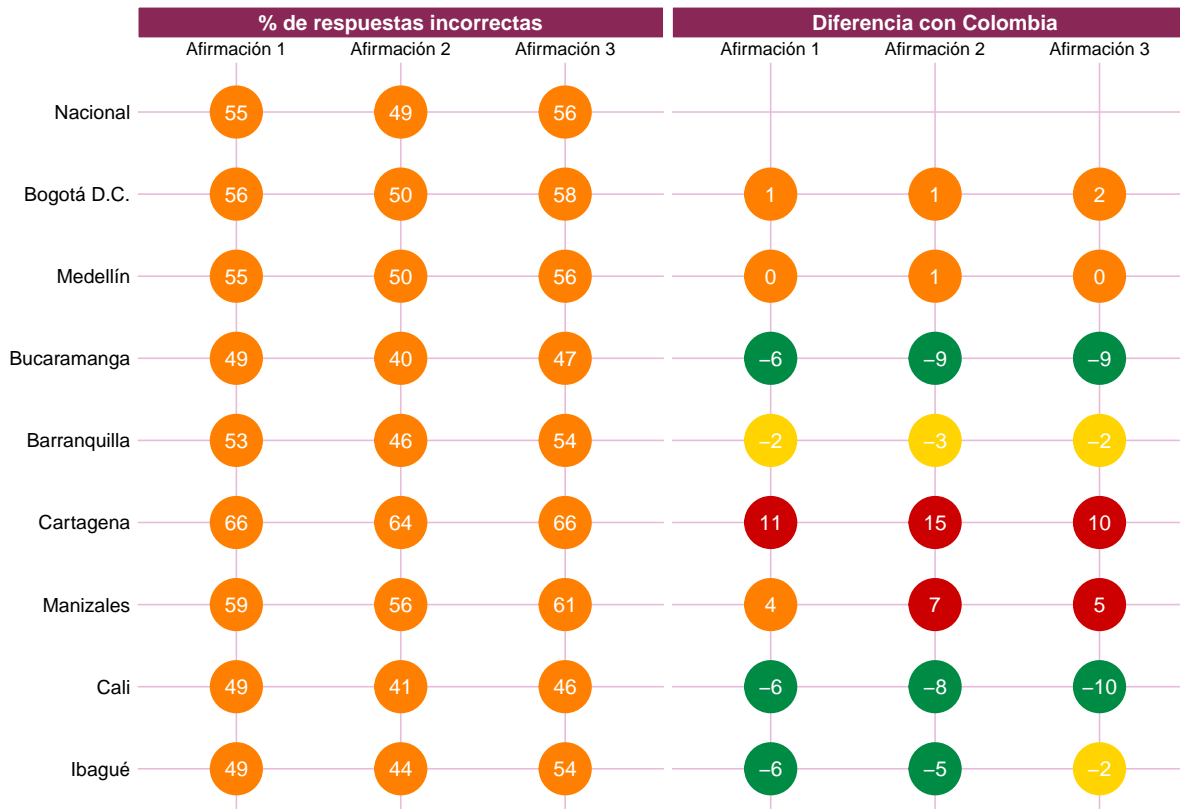 % de respuestas incorrectas Diferencia con Colombia
Afirmación 1 Afirmación 2 Afirmación 3 Afirmación 1 Afirmación 2 Afirmación 3
Nacional 55 49 56
Bogotá D.C. 56 50 58 1 1 2
Medellín 55 50 56 0 1 0
Bucaramanga 49 40 47 −6 −9 −9
Barranquilla 53 46 54 −2 −3 −2
Cartagena 66 64 66 11 15 10
Manizales 59 56 61 4 7 5
Cali 49 41 46 −6 −8 −10
Ibagué 49 44 54 −6 −5 −2